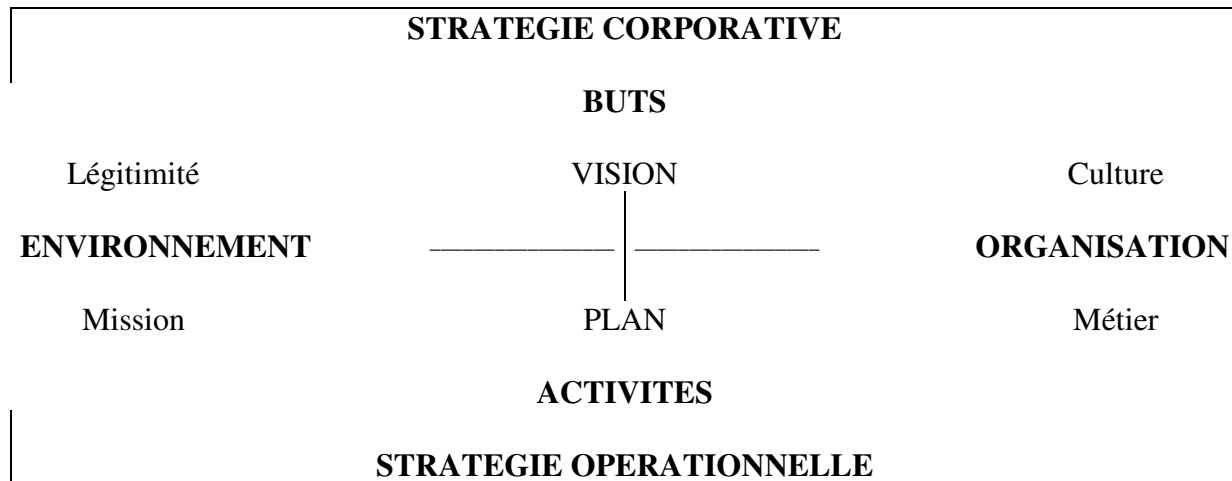 STRATEGIE CORPORATIVE
BUTS
Légitimité VISION Culture
ENVIRONNEMENT ORGANISATION
Mission PLAN Métier
ACTIVITES
STRATEGIE OPERATIONNELLE